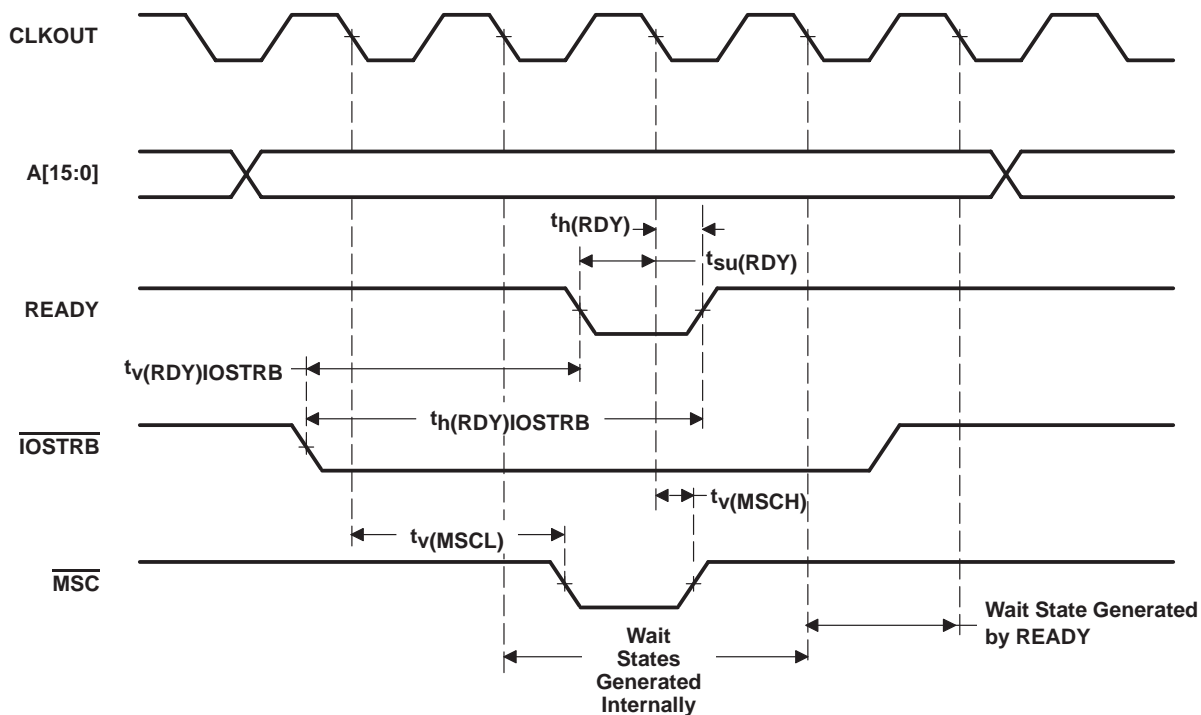 CLKOUT
A[15:0]
th(RDY)
tsu(RDY)
READY
tv(RDY)IOSTRB
th(RDY)IOSTRB
IOSTRB
tv(MSCH)
tv(MSCL)
MSC
Wait State Generated
by READY
Wait
States
Generated
Internally